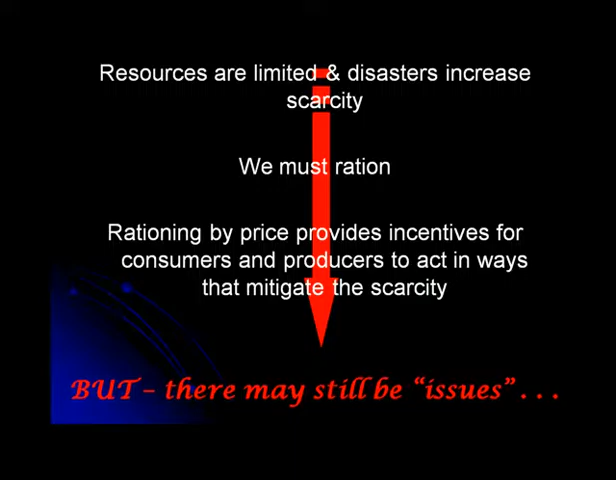 Resources are limited & disasters increase
scarcity
We must ration
Rationing by price provides incentives for
consumers and producers to act in ways
that mitigate the scarcity
BUT – there may still be “issues” . . .